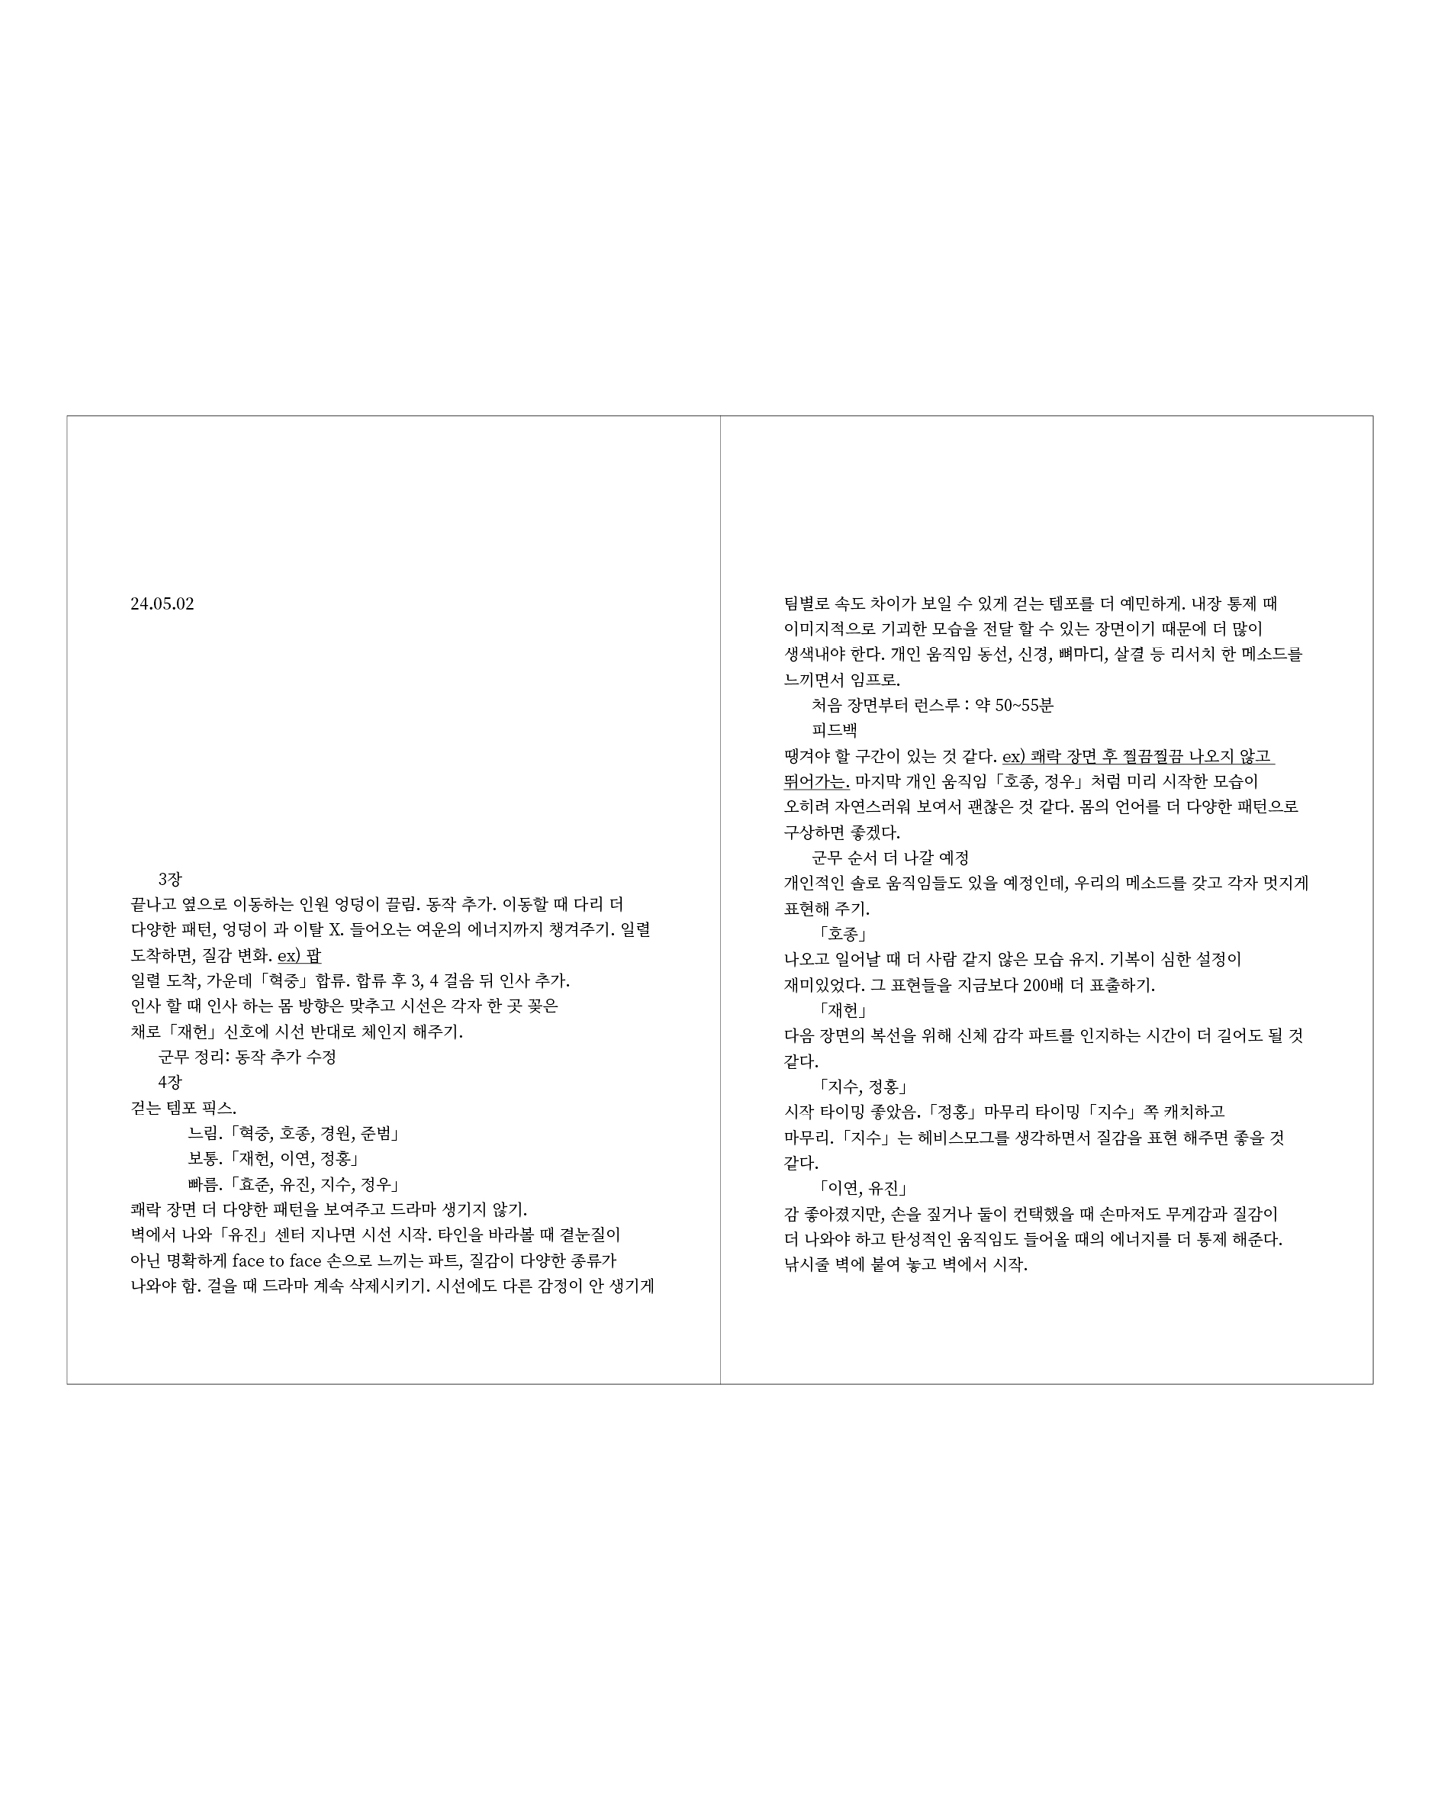 24.05.02
3장
끝나고 옆으로 이동하는 인원 엉덩이 끌림. 동작 추가. 이동할 때 다리 더
다양한 패턴, 엉덩이 과 이탈 X. 들어오는 여운의 에너지까지 챙겨주기. 일렬
도착하면, 질감 변화. ex) 팝
일렬 도착, 가운데「혁중」합류. 합류 후 3, 4 걸음 뒤 인사 추가.
인사 할 때 인사 하는 몸 방향은 맞추고 시선은 각자 한 곳 꽂은
채로「재헌」신호에 시선 반대로 체인지 해주기.
군무 정리: 동작 추가 수정
4장
걷는 템포 픽스.
느림.「혁중, 호종, 경원, 준범」
보통.「재헌, 이연, 정홍」
빠름.「효준, 유진, 지수, 정우」
쾌락 장면 더 다양한 패턴을 보여주고 드라마 생기지 않기.
벽에서 나와「유진」센터 지나면 시선 시작. 타인을 바라볼 때 곁눈질이
아닌 명확하게 face to face 손으로 느끼는 파트, 질감이 다양한 종류가
나와야 함. 걸을 때 드라마 계속 삭제시키기. 시선에도 다른 감정이 안 생기게
팀별로 속도 차이가 보일 수 있게 걷는 템포를 더 예민하게. 내장 통제 때
이미지적으로 기괴한 모습을 전달 할 수 있는 장면이기 때문에 더 많이
생색내야 한다. 개인 움직임 동선, 신경, 뼈마디, 살결 등 리서치 한 메소드를
느끼면서 임프로.
처음 장면부터 런스루 : 약 50~55분
피드백
땡겨야 할 구간이 있는 것 같다. ex) 쾌락 장면 후 찔끔찔끔 나오지 않고
뛰어가는. 마지막 개인 움직임「호종, 정우」처럼 미리 시작한 모습이
오히려 자연스러워 보여서 괜찮은 것 같다. 몸의 언어를 더 다양한 패턴으로
구상하면 좋겠다.
군무 순서 더 나갈 예정
개인적인 솔로 움직임들도 있을 예정인데, 우리의 메소드를 갖고 각자 멋지게
표현해 주기.
「호종」
나오고 일어날 때 더 사람 같지 않은 모습 유지. 기복이 심한 설정이
재미있었다. 그 표현들을 지금보다 200배 더 표출하기.
「재헌」
다음 장면의 복선을 위해 신체 감각 파트를 인지하는 시간이 더 길어도 될 것
같다.
「지수, 정홍」
시작 타이밍 좋았음.「정홍」마무리 타이밍「지수」쪽 캐치하고
마무리.「지수」는 헤비스모그를 생각하면서 질감을 표현 해주면 좋을 것
같다.
「이연, 유진」
감 좋아졌지만, 손을 짚거나 둘이 컨택했을 때 손마저도 무게감과 질감이
더 나와야 하고 탄성적인 움직임도 들어올 때의 에너지를 더 통제 해준다.
낚시줄 벽에 붙여 놓고 벽에서 시작.